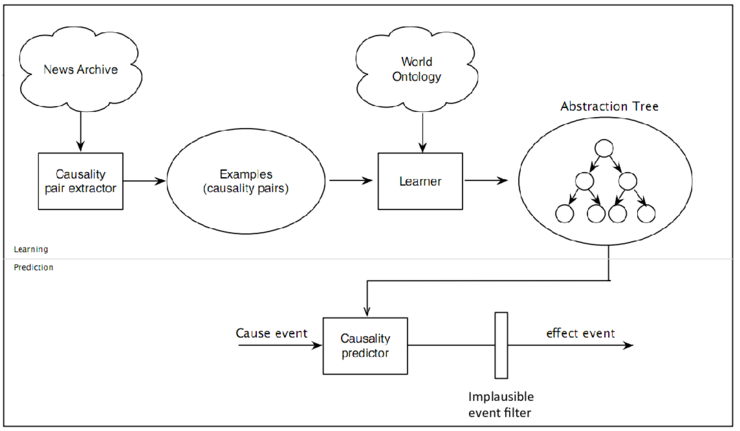 News Archive
World
Ontology
Abstraction Tree
Causality
pair extractor
Examples
(causality pairs)
Learner
Learning
Prediction
Cause event
Causality
predictor
effect event
Implausible
event filter